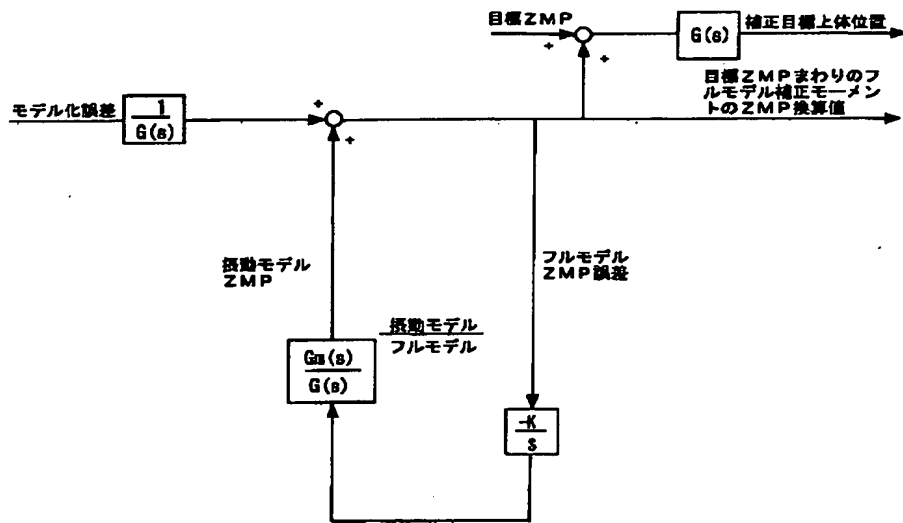 目標ZMP
+
+
G(s)
補正目標上体位置
目標ZMPまわりのフ
ルモデル補正モーメン
トのZMP換算値
モデル化誤差
1
G(s)
+
+
摂動モデル
ZMP
フルモデル
ZMP誤差
摂動モデル
フルモデル
Gm(s)
G(s)
-K
s